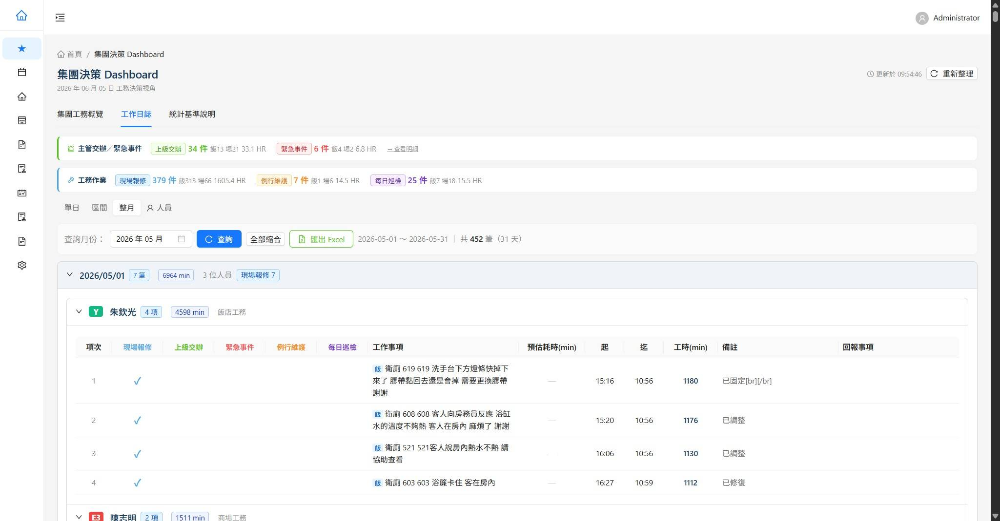 Administrator
首頁 / 集團決策 Dashboard
集團決策 Dashboard
更新於 09:54:46 重新整理
2026 年 06 月 05 日 工務決策視角
集團工務概覽 工作日誌 統計基準說明
主管交辦／緊急事件 上級交辦 34 件 飯13 場21 33.1 HR 緊急事件 6 件 飯4 場2 6.8 HR → 查看明細
工務作業 現場報修 379 件 飯313 場66 1605.4 HR 例行維護 7 件 飯1 場6 14.5 HR 每日巡檢 25 件 飯7 場18 15.5 HR
單日 區間 整月 人員
查詢月份： 2026 年 05 月 查詢 全部縮合 匯出 Excel 2026-05-01 ～ 2026-05-31 | 共 452 筆（31 天）
2026/05/01 7 筆 6964 min 3 位人員 現場報修 7
Y 朱欽光 4 項 4598 min 飯店工務
項次 現場報修 上級交辦 緊急事件 例行維護 每日巡檢 工作事項 預估耗時(min) 起 迄 工時(min) 備註 回報事項
1 ✓ 飯 衛廁 619 619 洗手台下方燈條快掉下
來了 膠帶黏回去還是會掉 需要更換膠帶
謝謝
— 15:16 10:56 1180 已固定[br][/br]
2 ✓ 飯 衛廁 608 608 客人向房務員反應 浴缸
水的溫度不夠熱 客人在房內 麻煩了 謝謝
— 15:20 10:56 1176 已調整
3 ✓ 飯 衛廁 521 521客人說房內熱水不熱 請
協助查看
— 16:06 10:56 1130 已調整
4 ✓ 飯 衛廁 603 603 浴簾卡住 客在房內 — 16:27 10:59 1112 已修復
E3 陳志明 2 項 1511 min 商場工務